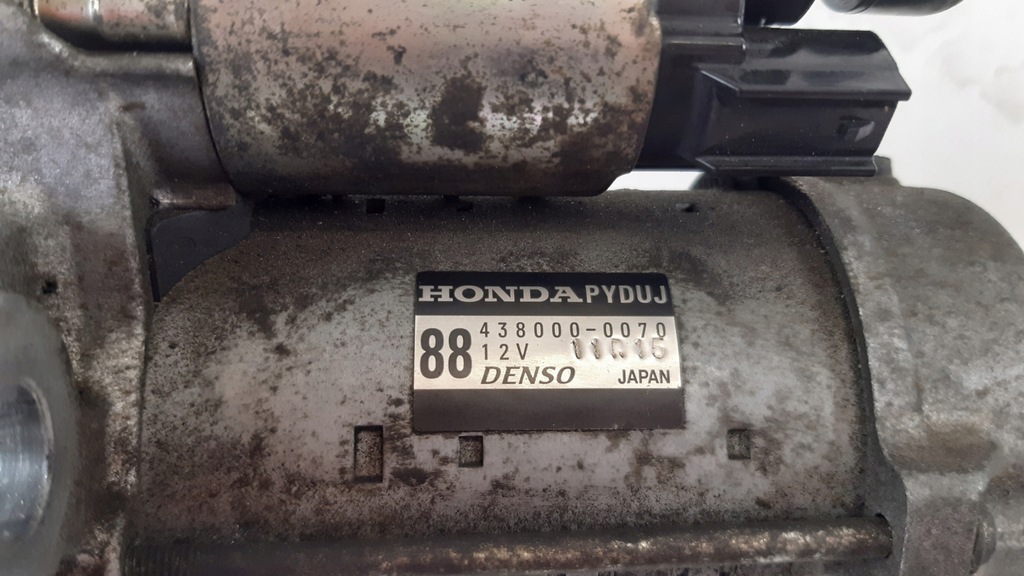 HONDA PYDUJ
88 438000-0070
12V
DENSO JAPAN